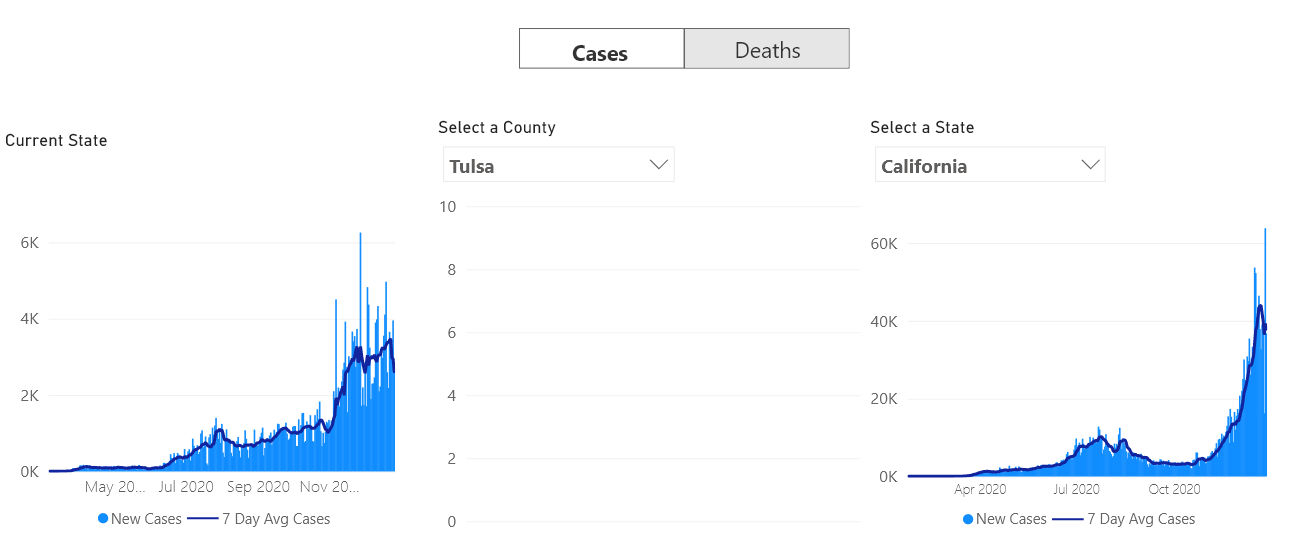 Cases
Deaths
Current State
6K
4K
2K
0K
May 20...
Jul 2020
Sep 2020
Nov 20...
New Cases
7 Day Avg Cases
Select a County
Tulsa
10
8
6
4
2
0
Select a State
California
60K
40K
20K
0K
Apr 2020
Jul 2020
Oct 2020
New Cases
7 Day Avg Cases